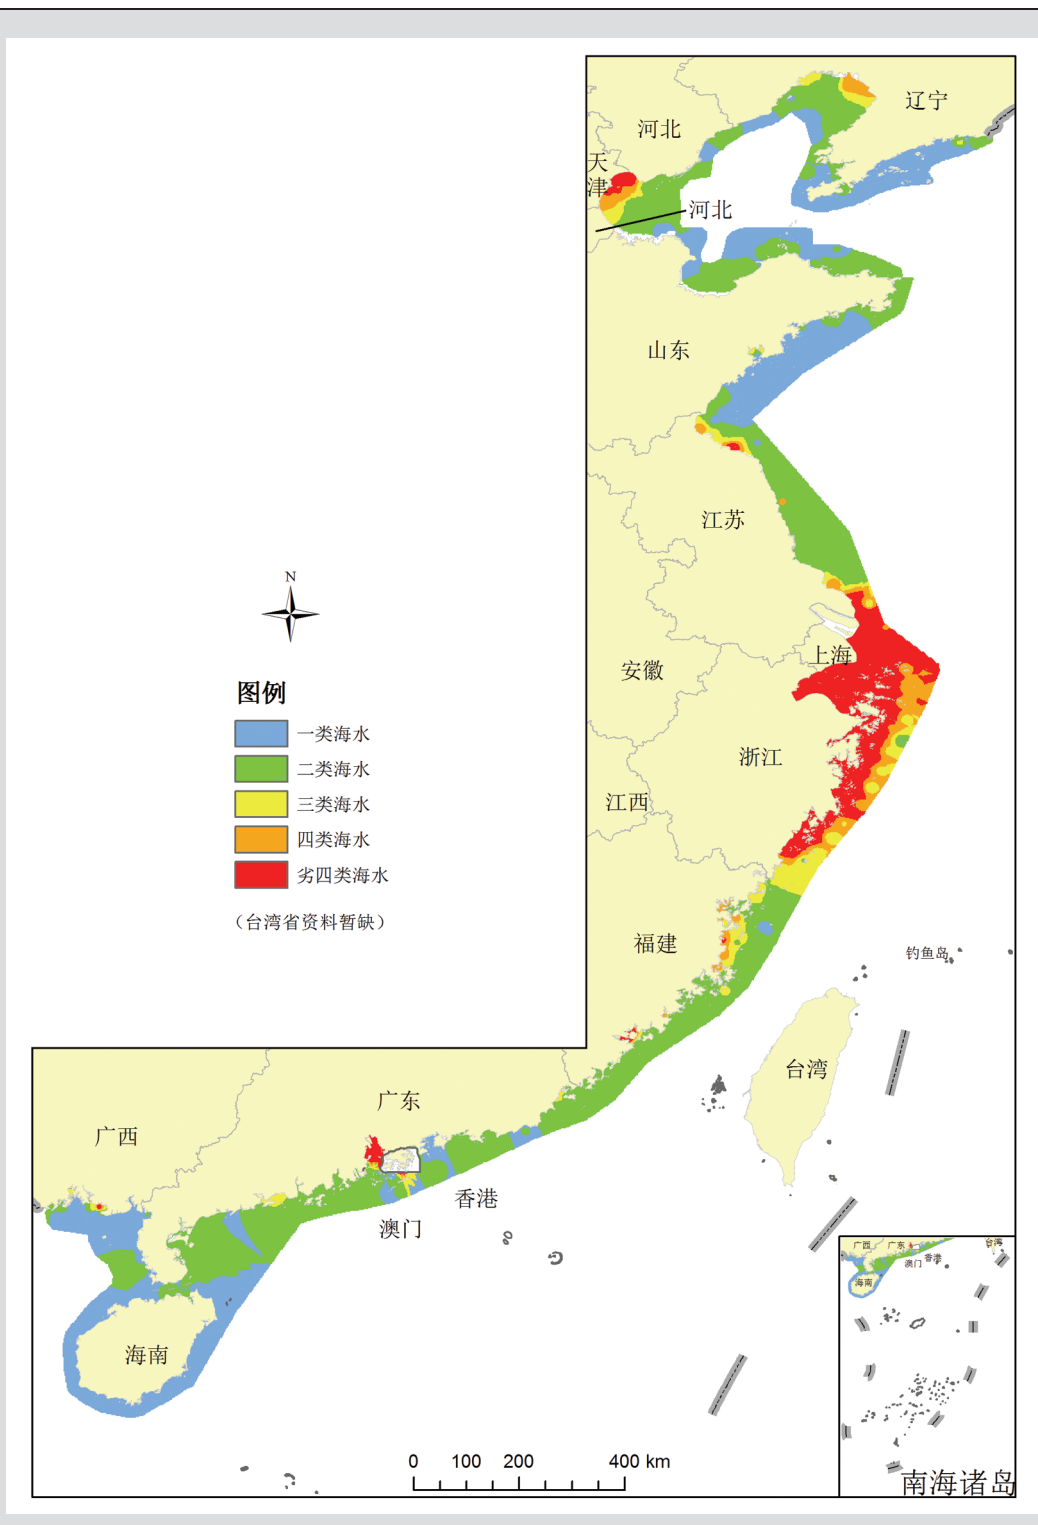 辽宁
河北
天津
河北
山东
江苏
N
上海
安徽
图例
一类海水
浙江
二类海水
三类海水
江西
四类海水
劣四类海水
（台湾省资料暂缺）
福建
钓鱼岛
台湾
广东
广西
香港
澳门
广西
广东
台湾
香港
澳门
海南
海南
0 100 200 400 km
南海诸岛